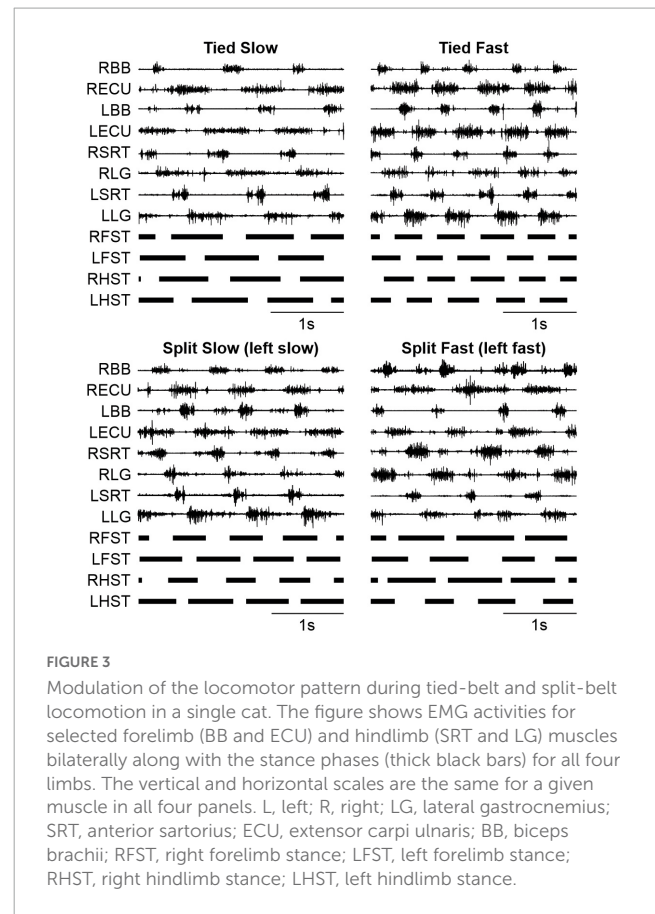 Tied Slow
Tied Fast
RBB
RECU
LBB
LECU
RSRT
RLG
LSRT
LLG
RFST
LFST
RHST
LHST
1s
1s
Split Slow (left slow)
Split Fast (left fast)
RBB
RECU
LBB
LECU
RSRT
RLG
LSRT
LLG
RFST
LFST
RHST
LHST
1s
1s
FIGURE 3
Modulation of the locomotor pattern during tied-belt and split-belt
locomotion in a single cat. The figure shows EMG activities for
selected forelimb (BB and ECU) and hindlimb (SRT and LG) muscles
bilaterally along with the stance phases (thick black bars) for all four
limbs. The vertical and horizontal scales are the same for a given
muscle in all four panels. L, left; R, right; LG, lateral gastrocnemius;
SRT, anterior sartorius; ECU, extensor carpi ulnaris; BB, biceps
brachii; RFST, right forelimb stance; LFST, left forelimb stance;
RHST, right hindlimb stance; LHST, left hindlimb stance.